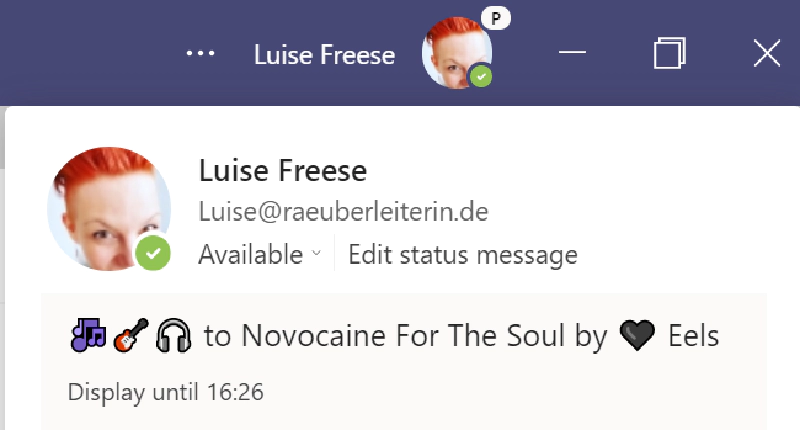 P
... Luise Freese
Luise Freese
Luise@raeuberleiterin.de
Available Edit status message
🎶🎸🎧 to Novocaine For The Soul by 🖤 Eels
Display until 16:26